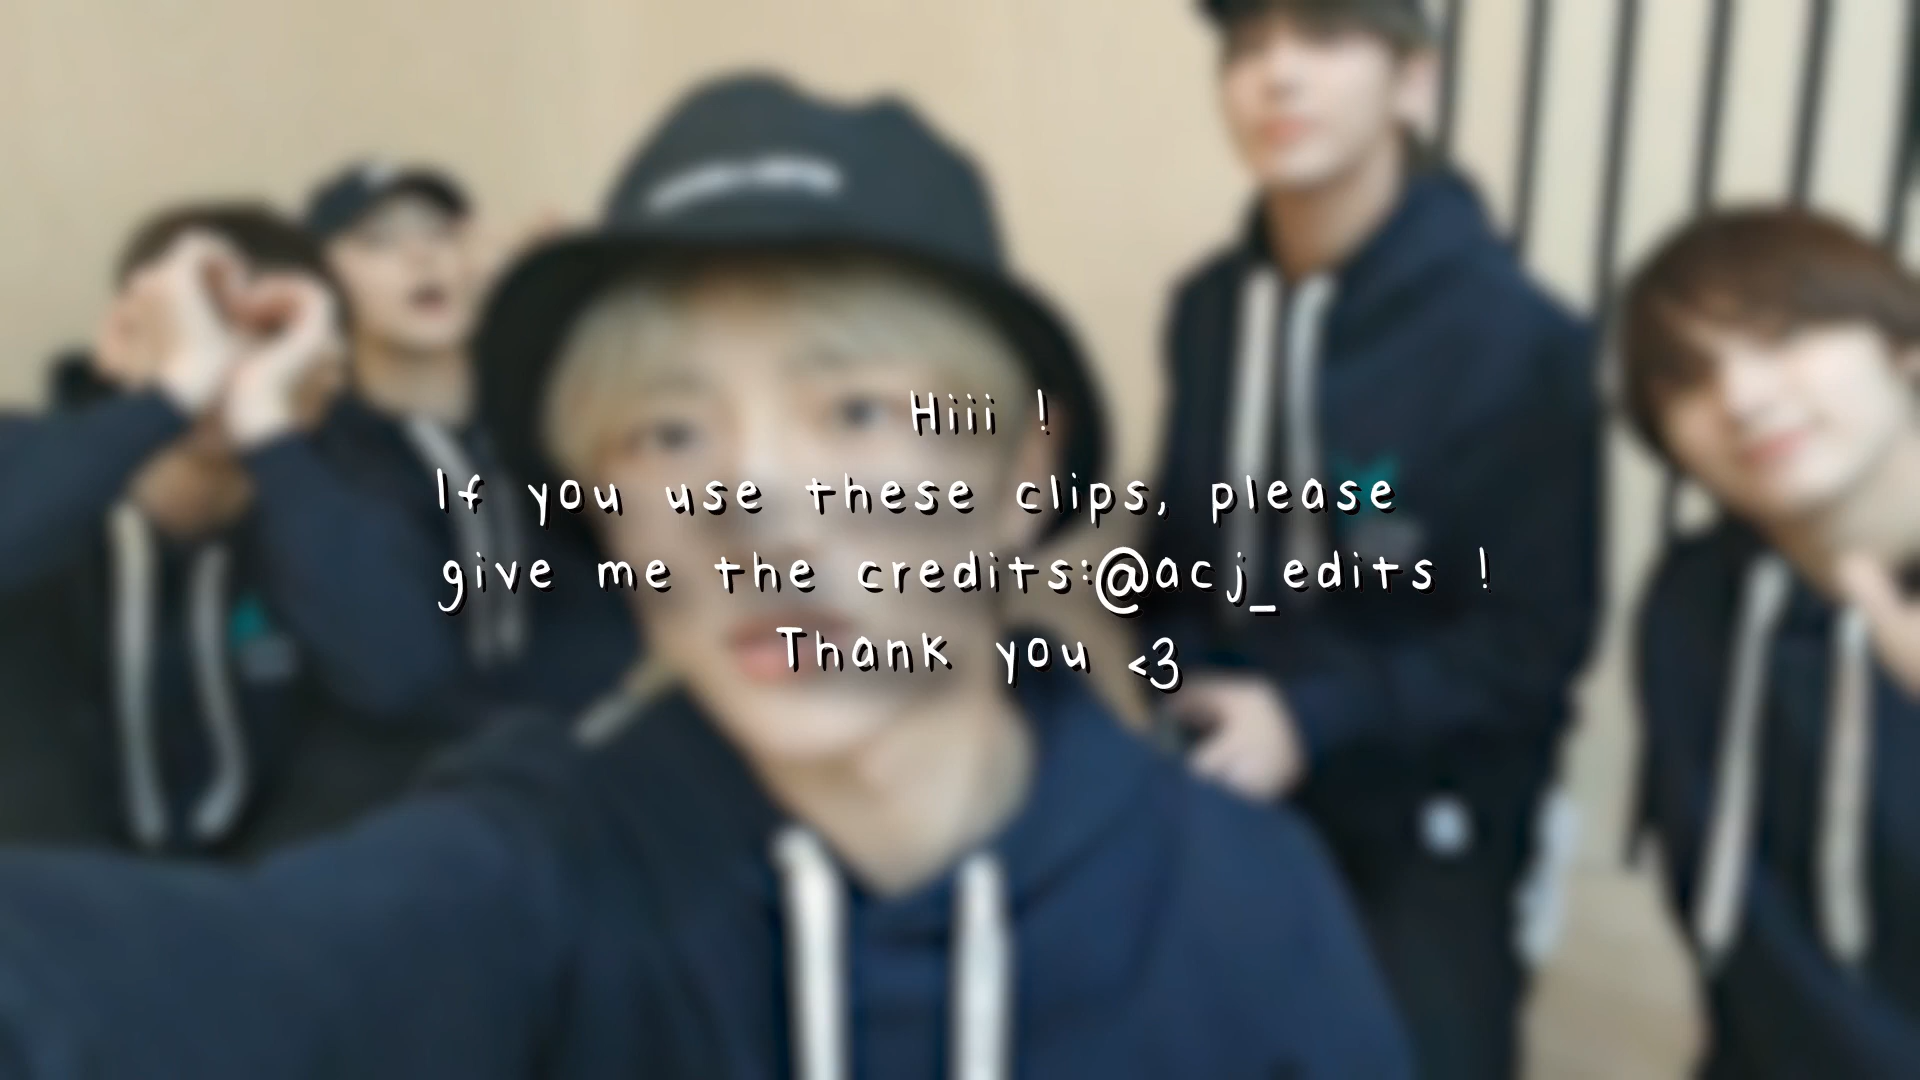 Hiii !
If you use these clips, please
give me the credits:@acj_edits !
Thank you <3